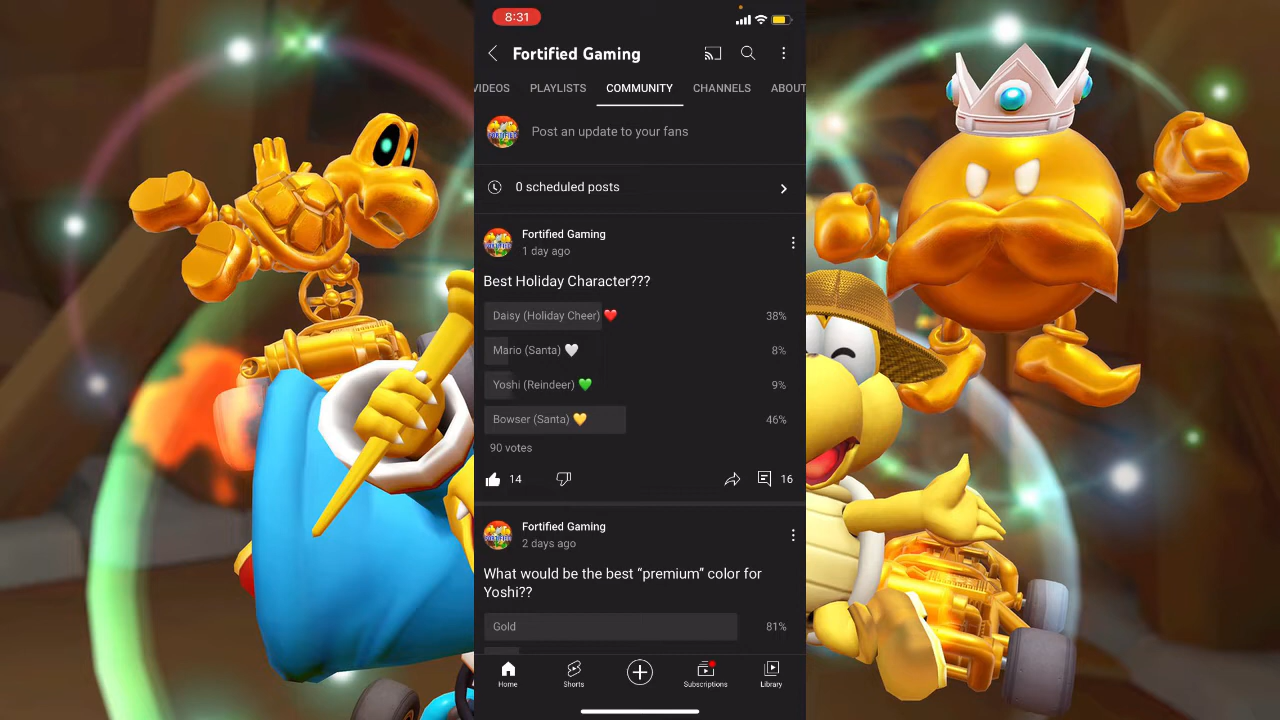 8:31
Fortified Gaming
VIDEOS PLAYLISTS COMMUNITY CHANNELS ABOUT
Post an update to your fans
0 scheduled posts
Fortified Gaming
1 day ago
Best Holiday Character???
Daisy (Holiday Cheer) ❤️ 38%
Mario (Santa) 🤍 8%
Yoshi (Reindeer) 💚 9%
Bowser (Santa) 💛 46%
90 votes
14 16
Fortified Gaming
2 days ago
What would be the best “premium” color for
Yoshi??
Gold 81%
Home Shorts Subscriptions Library